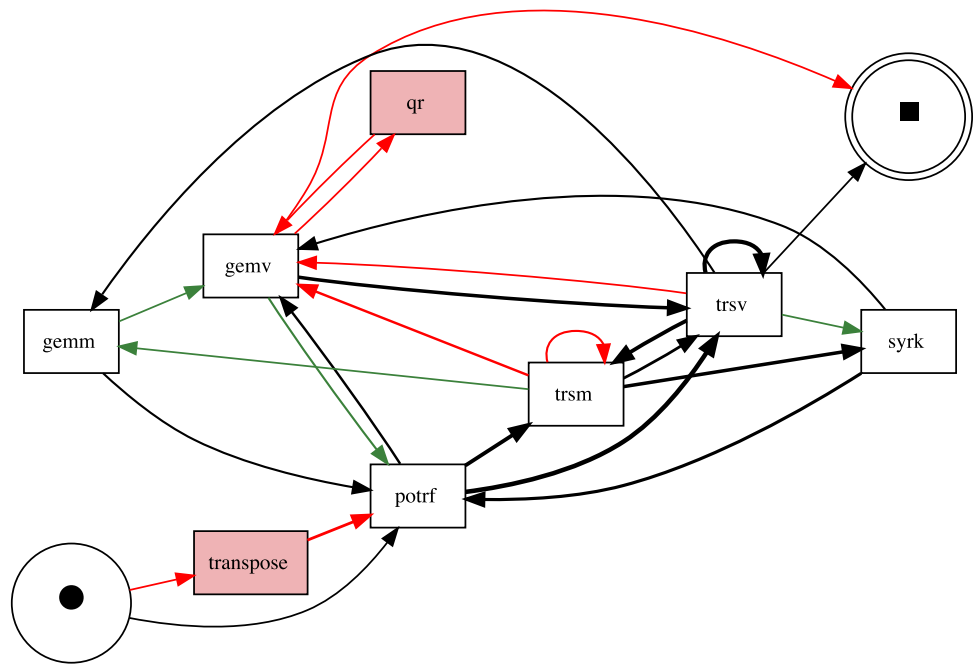 qr
gemv
trsv
gemm
syrk
trsm
potrf
transpose